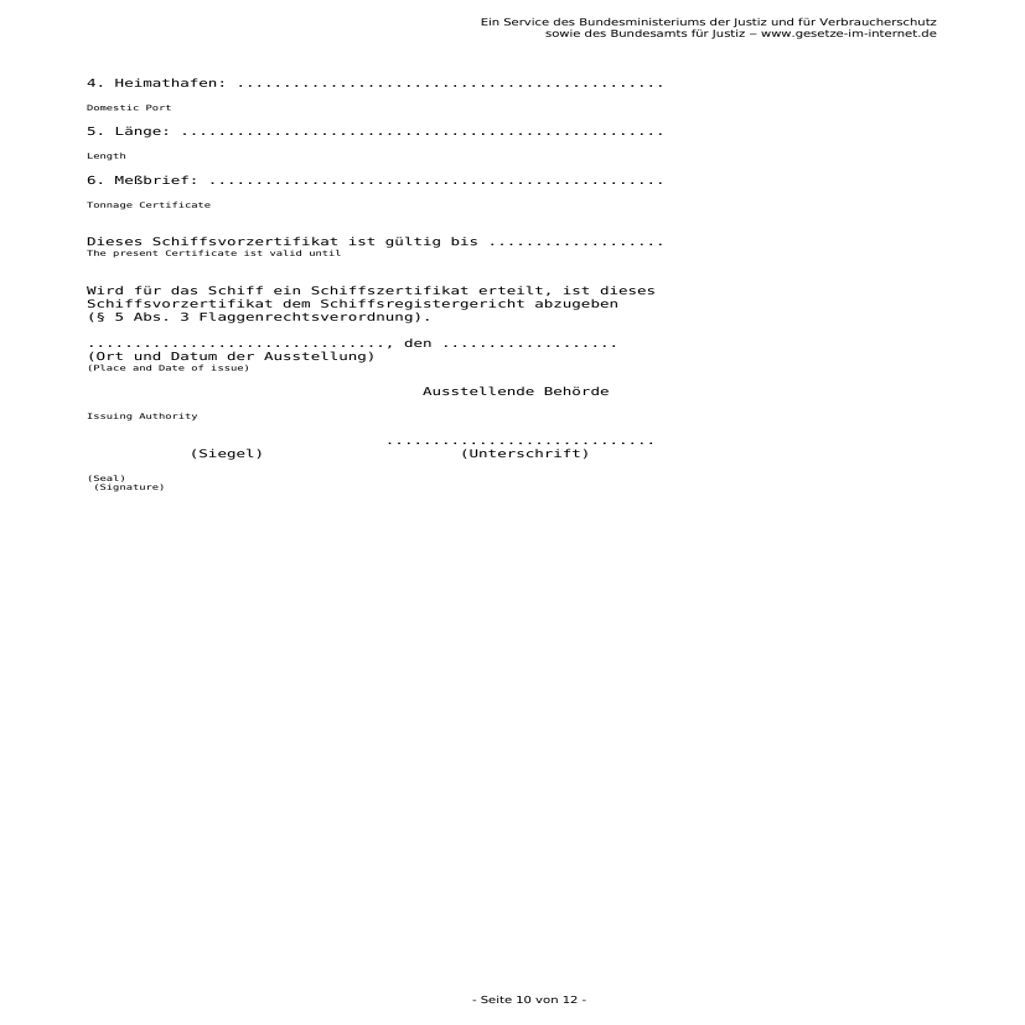 Ein Service des Bundesministeriums der Justiz und für Verbraucherschutz
sowie des Bundesamts für Justiz – www.gesetze-im-internet.de
4. Heimathafen: ..............................................
Domestic Port
5. Länge: ....................................................
Length
6. Meßbrief: .................................................
Tonnage Certificate
Dieses Schiffsvorzertifikat ist gültig bis ...................
The present Certificate ist valid until
Wird für das Schiff ein Schiffszertifikat erteilt, ist dieses
Schiffsvorzertifikat dem Schiffsregistergericht abzugeben
(§ 5 Abs. 3 Flaggenrechtsverordnung).
................................, den ...................
(Ort und Datum der Ausstellung)
(Place and Date of issue)
Ausstellende Behörde
Issuing Authority
.............................
(Siegel) (Unterschrift)
(Seal)
(Signature)
- Seite 10 von 12 -